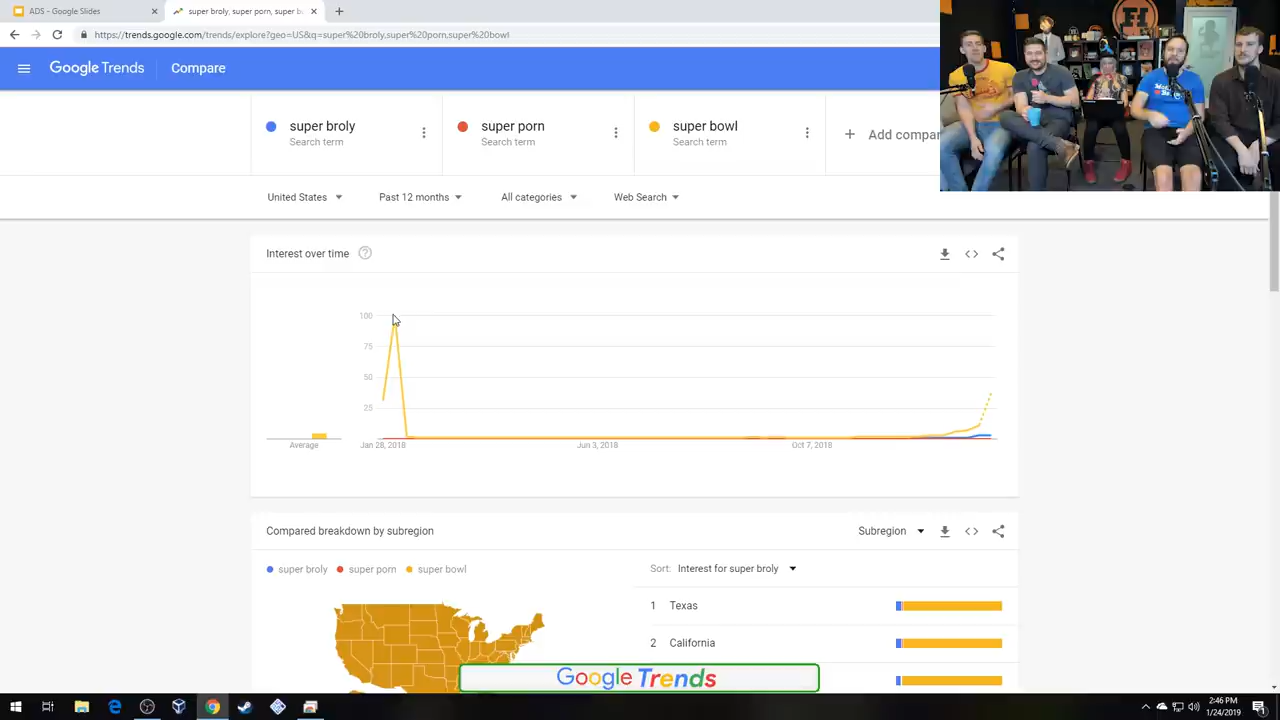 ADS - Google Slides
super broly, super porn, super b
https://trends.google.com/trends/explore?geo=US&q=super%20broly,super%20porn,super%20bowl
Google Trends
Compare
super broly
Search term
super porn
Search term
super bowl
Search term
+ Add compar
United States
Past 12 months
All categories
Web Search
Interest over time
100
75
50
25
Average
Jan 28, 2018
Jun 3, 2018
Oct 7, 2018
Compared breakdown by subregion
Subregion
super broly
super porn
super bowl
Sort: Interest for super broly
1 Texas
2 California
Google Trends
2:46 PM
1/24/2019